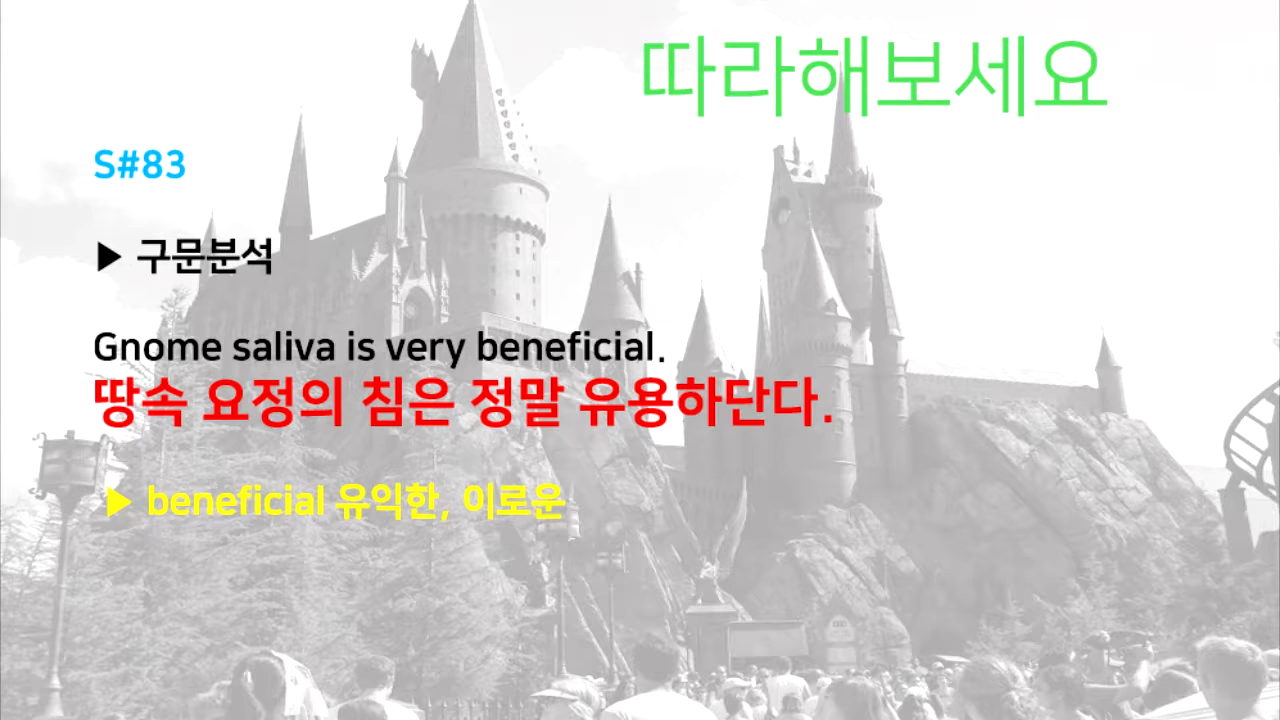 따라해보세요
S#83
▶ 구문분석
Gnome saliva is very beneficial.
땅속 요정의 침은 정말 유용하단다.
▶ beneficial 유익한, 이로운